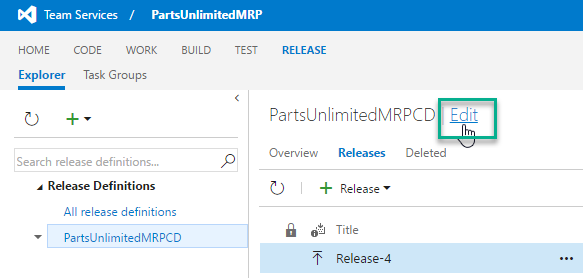 Team Services / PartsUnlimitedMRP
HOME CODE WORK BUILD TEST RELEASE
Explorer Task Groups
Search release definitions...
Release Definitions
All release definitions
PartsUnlimitedMRPCD
PartsUnlimitedMRPCD Edit
Overview Releases Deleted
Release
Title
Release-4